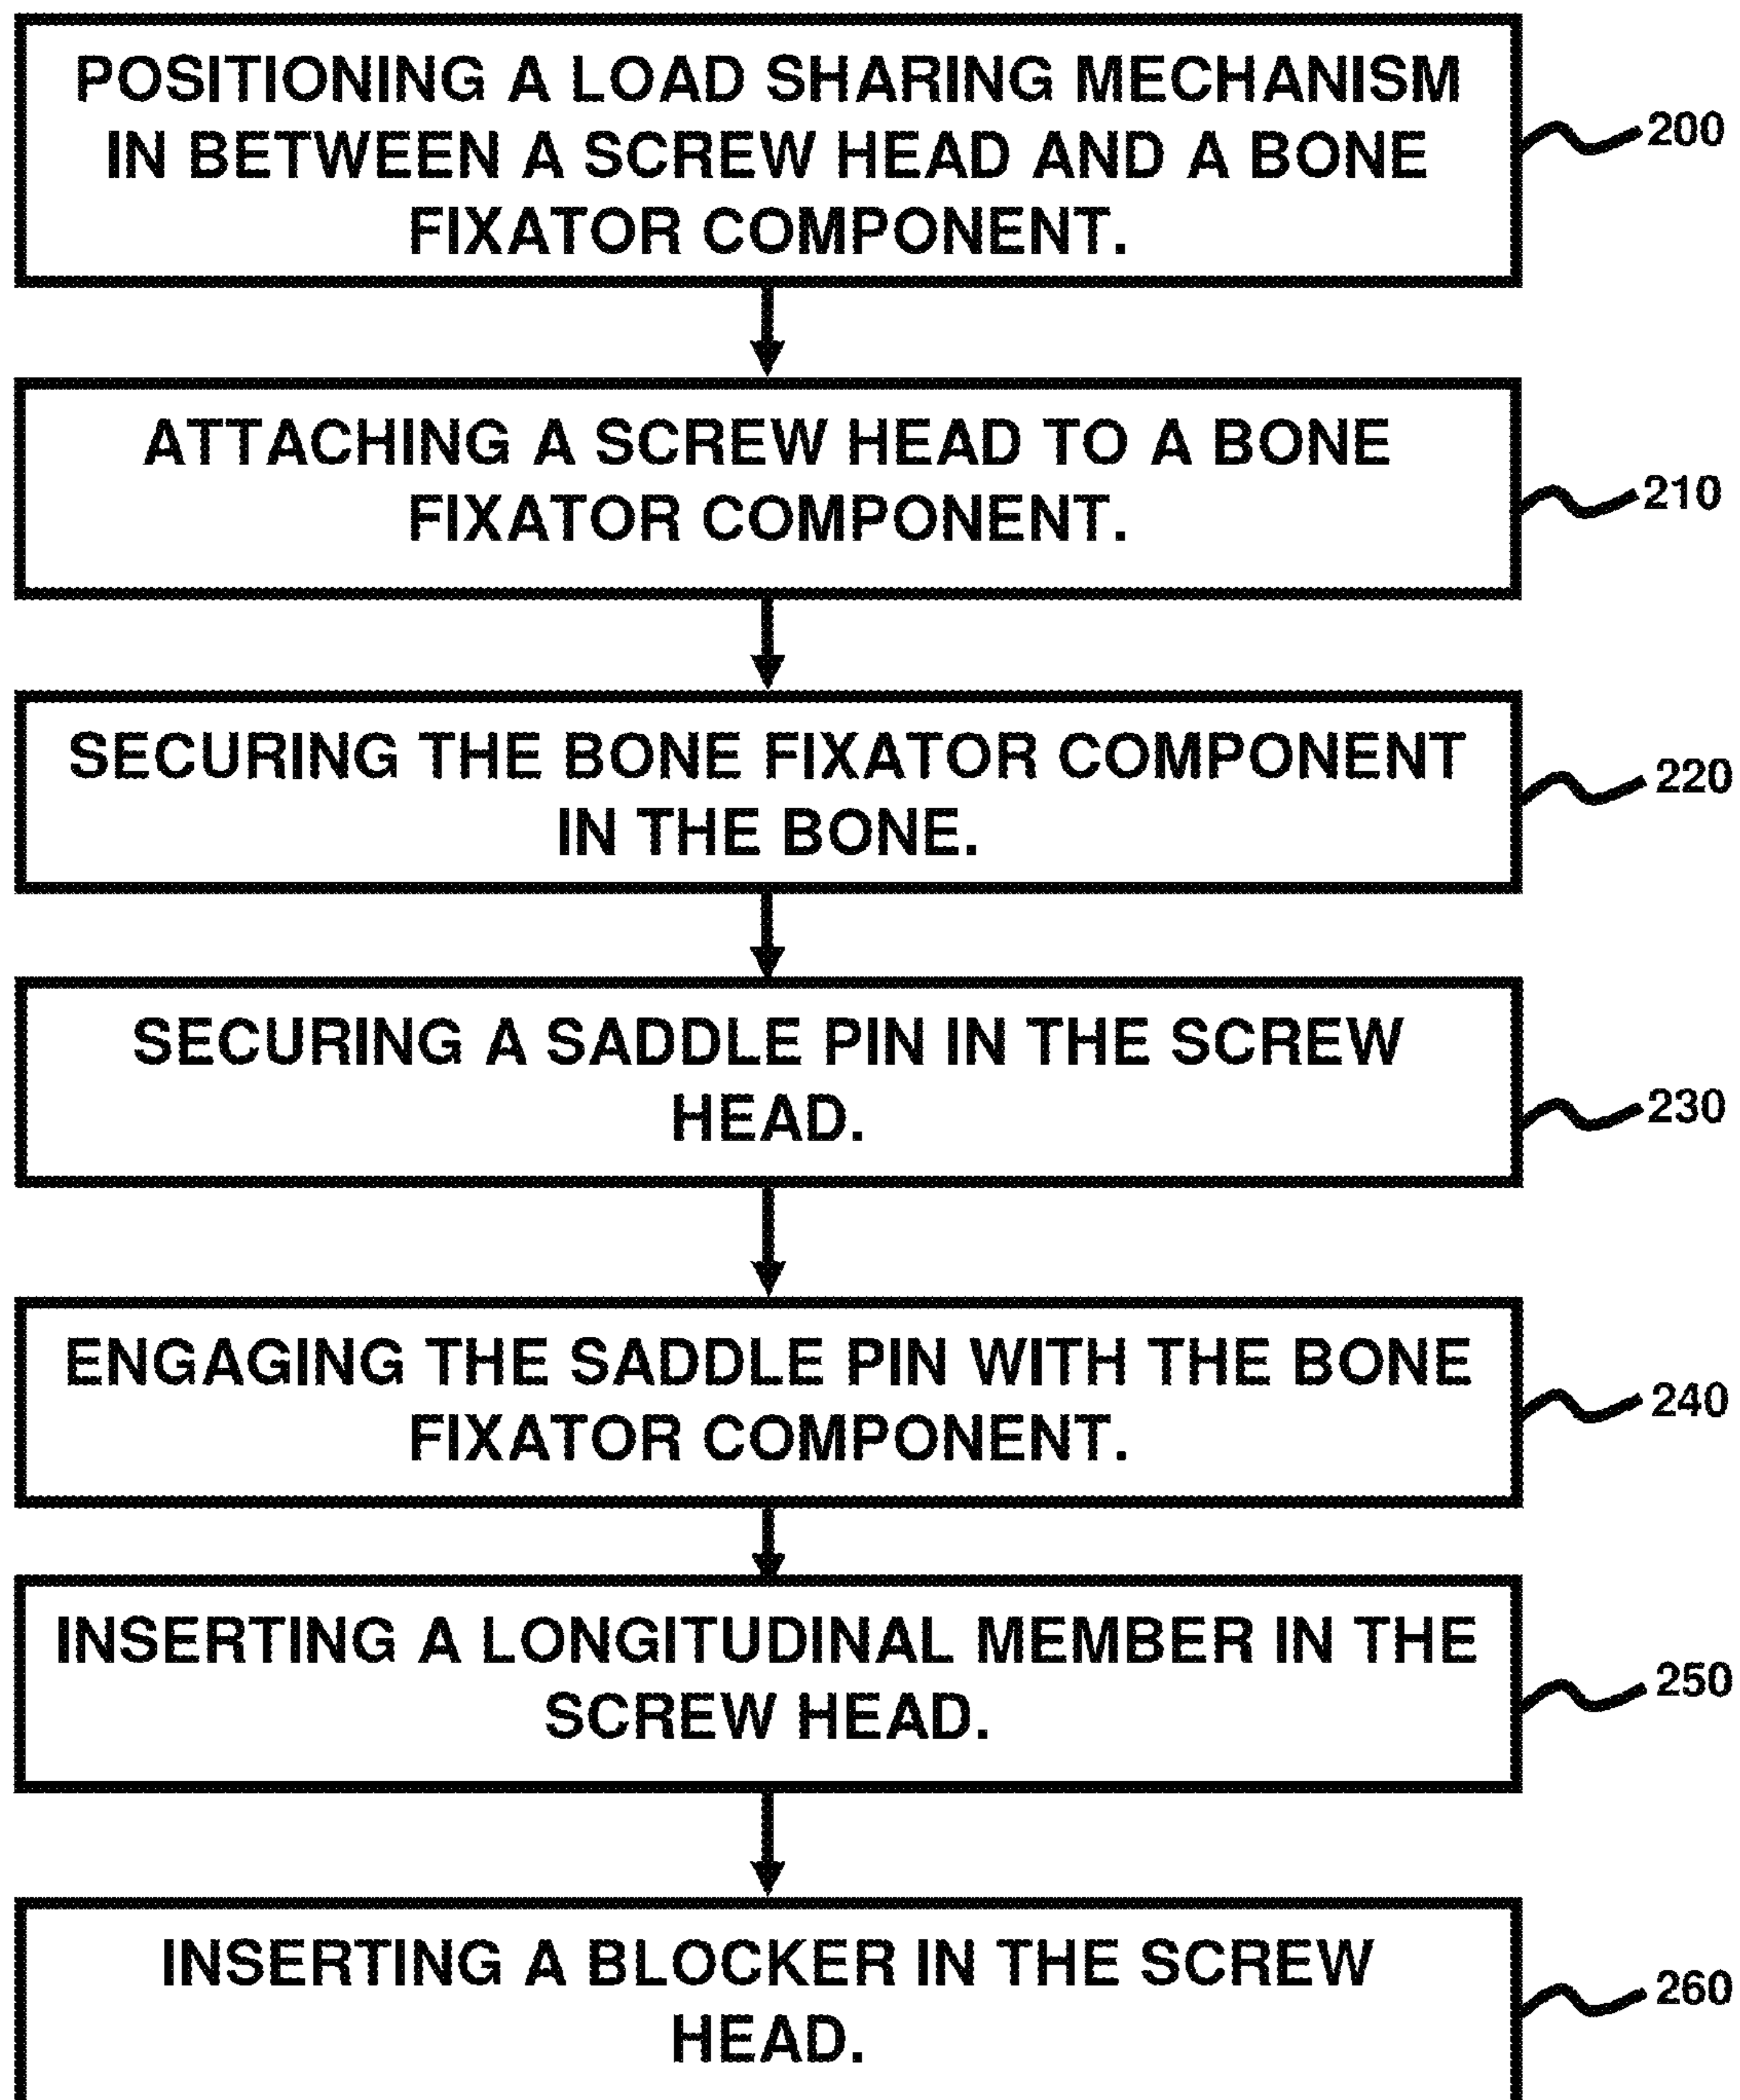 POSITIONING A LOAD SHARING MECHANISM
IN BETWEEN A SCREW HEAD AND A BONE
FIXATOR COMPONENT.
200
ATTACHING A SCREW HEAD TO A BONE
FIXATOR COMPONENT.
210
SECURING THE BONE FIXATOR COMPONENT
IN THE BONE.
220
SECURING A SADDLE PIN IN THE SCREW
HEAD.
230
ENGAGING THE SADDLE PIN WITH THE BONE
FIXATOR COMPONENT.
240
INSERTING A LONGITUDINAL MEMBER IN THE
SCREW HEAD.
250
INSERTING A BLOCKER IN THE SCREW
HEAD.
260